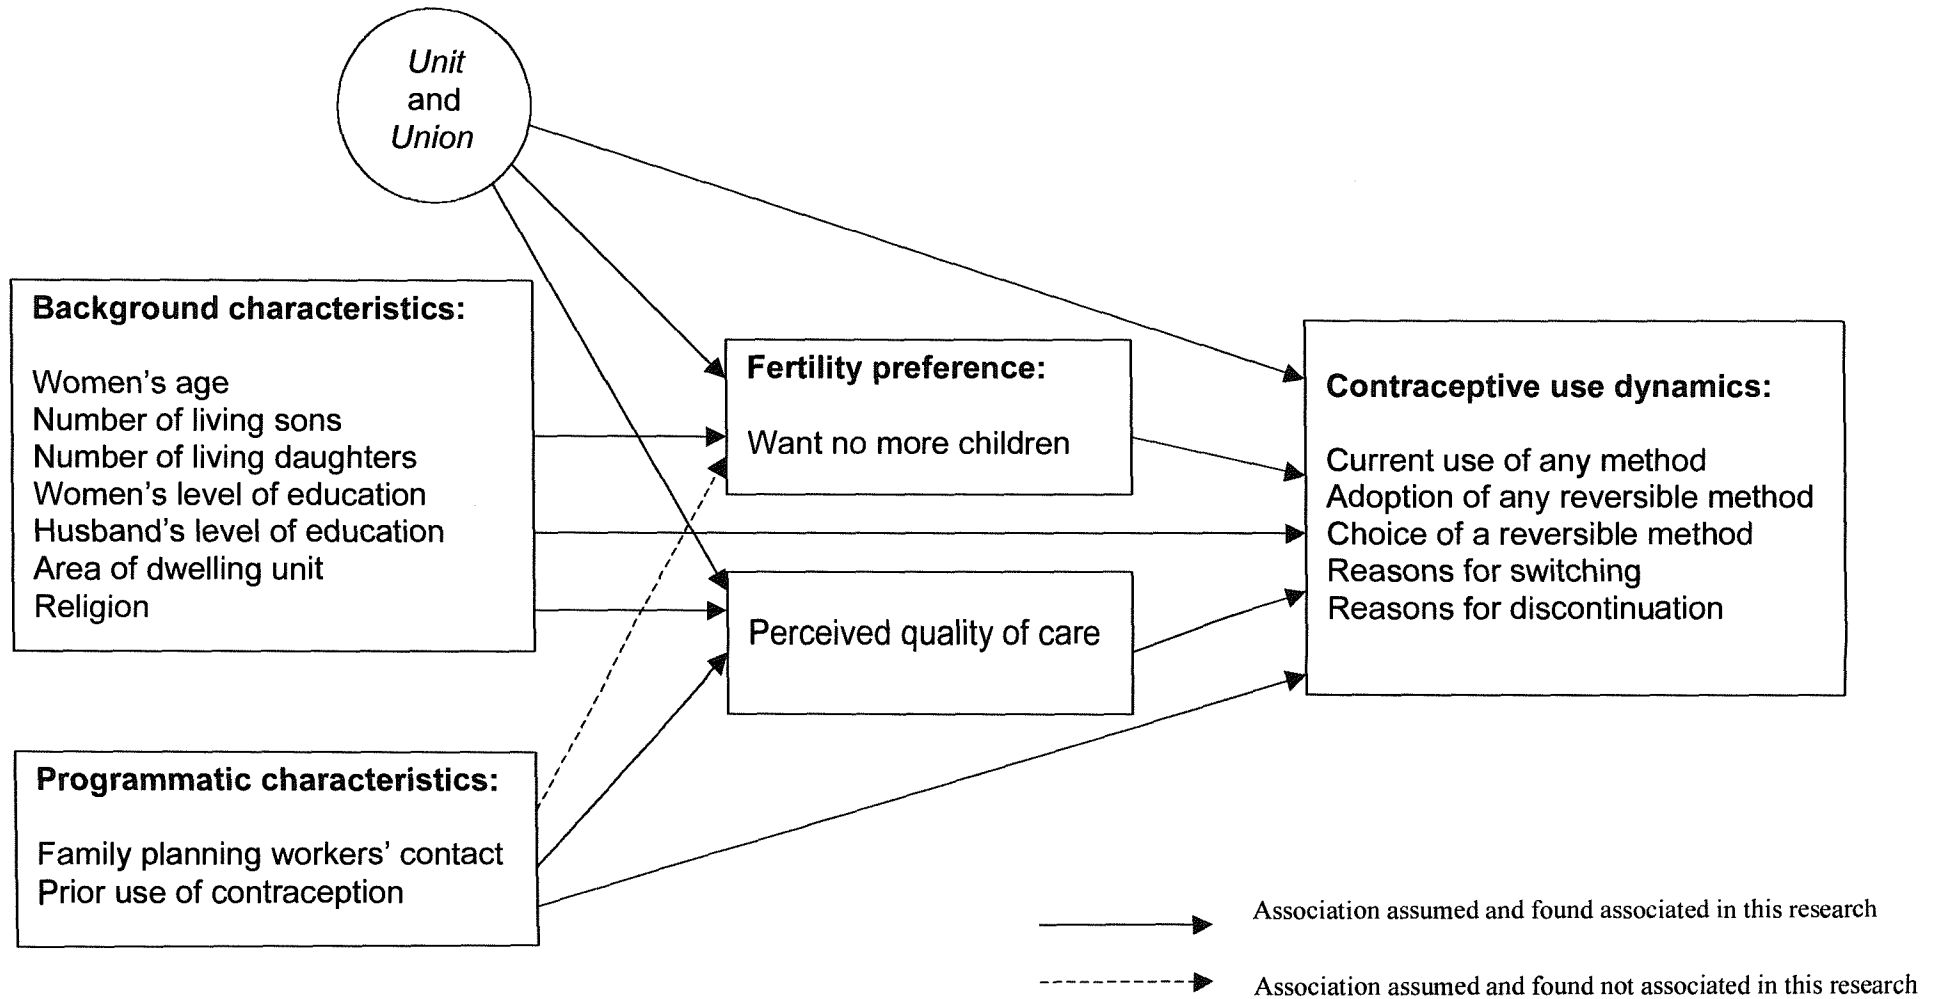 Unit
and
Union
Background characteristics:
Women's age
Number of living sons
Number of living daughters
Women's level of education
Husband's level of education
Area of dwelling unit
Religion
Fertility preference:
Want no more children
Perceived quality of care
Contraceptive use dynamics:
Current use of any method
Adoption of any reversible method
Choice of a reversible method
Reasons for switching
Reasons for discontinuation
Programmatic characteristics:
Family planning workers' contact
Prior use of contraception
Association assumed and found associated in this research
Association assumed and found not associated in this research